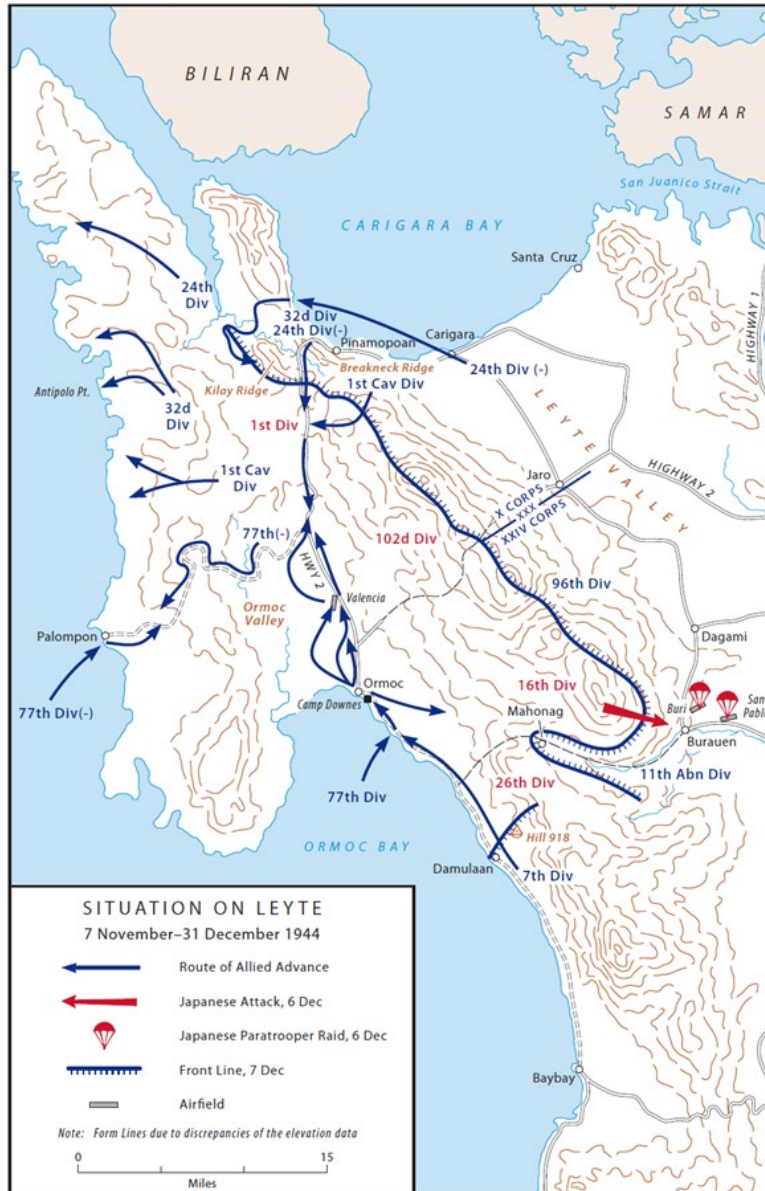 BILIRAN
SAMAR
San Juanico Strait
CARIGARA BAY
Santa Cruz
HIGHWAY 1
24th
Div
32d Div
24th Div(-)
Pinamopoan
Carigara
24th Div (-)
Breakneck Ridge
Kilay Ridge
1st Cav Div
Antipolo Pt.
32d
Div
1st Div
LEYTE VALLEY
HIGHWAY 2
Jaro
X CORPS
XXX
XXIV CORPS
1st Cav
Div
77th(-)
102d Div
HWY 2
96th Div
Valencia
Ormoc
Valley
Palompon
Dagami
77th Div(-)
Ormoc
Camp Downes
16th Div
Buri
San
Pablo
Mahonag
Burauen
11th Abn Div
26th Div
77th Div
Hill 918
ORMOC BAY
Damulaan
7th Div
Baybay
SITUATION ON LEYTE
7 November–31 December 1944
Route of Allied Advance
Japanese Attack, 6 Dec
Japanese Paratrooper Raid, 6 Dec
Front Line, 7 Dec
Airfield
Note: Form Lines due to discrepancies of the elevation data
0 15
Miles